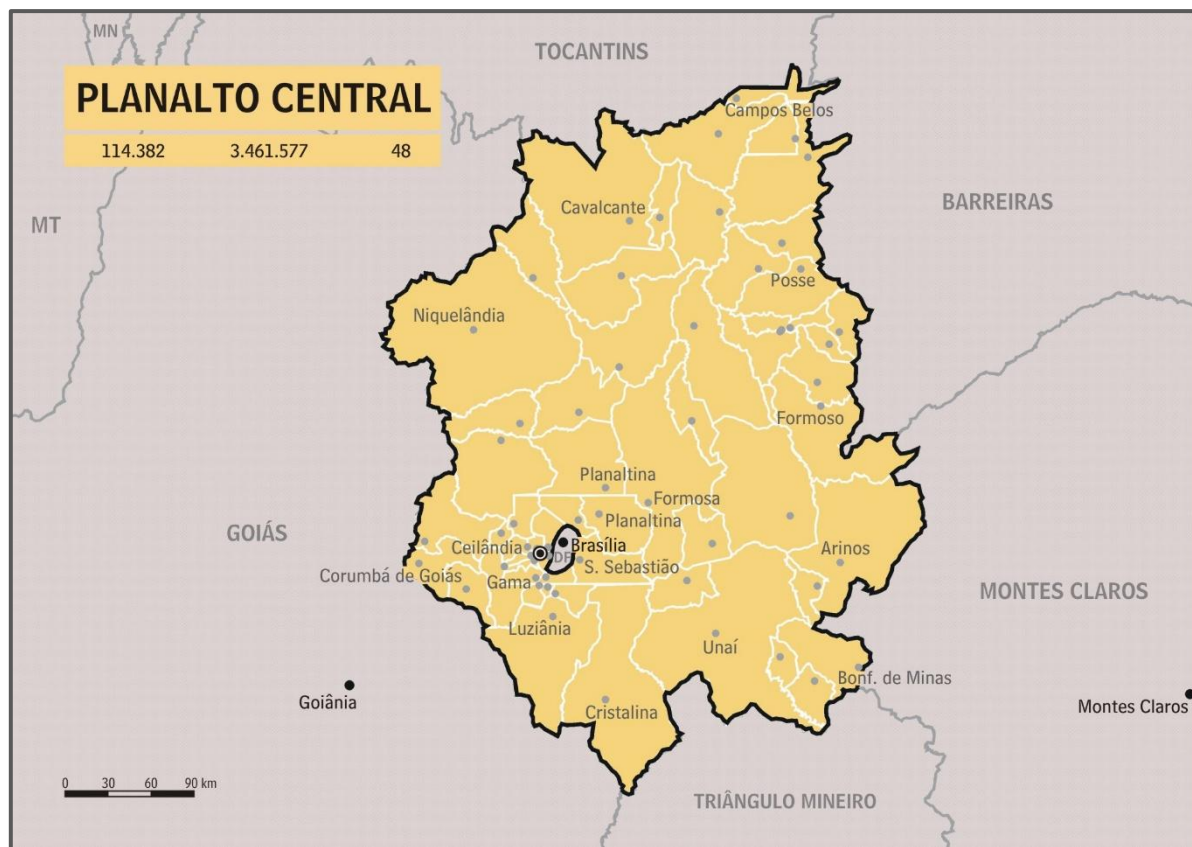 MN
TOCANTINS
PLANALTO CENTRAL
114.382 3.461.577 48
Campos Belos
MT
Cavalcante
BARREIRAS
Posse
Niquelândia
Formoso
Planaltina
Formosa
Planaltina
GOIÁS
Ceilândia
DF
Brasília
Arinos
S. Sebastião
Corumbá de Goiás
Gama
MONTES CLAROS
Luziânia
Unaí
Bonf. de Minas
Goiânia
Cristalina
Montes Claros
0 30 60 90 km
TRIÂNGULO MINEIRO